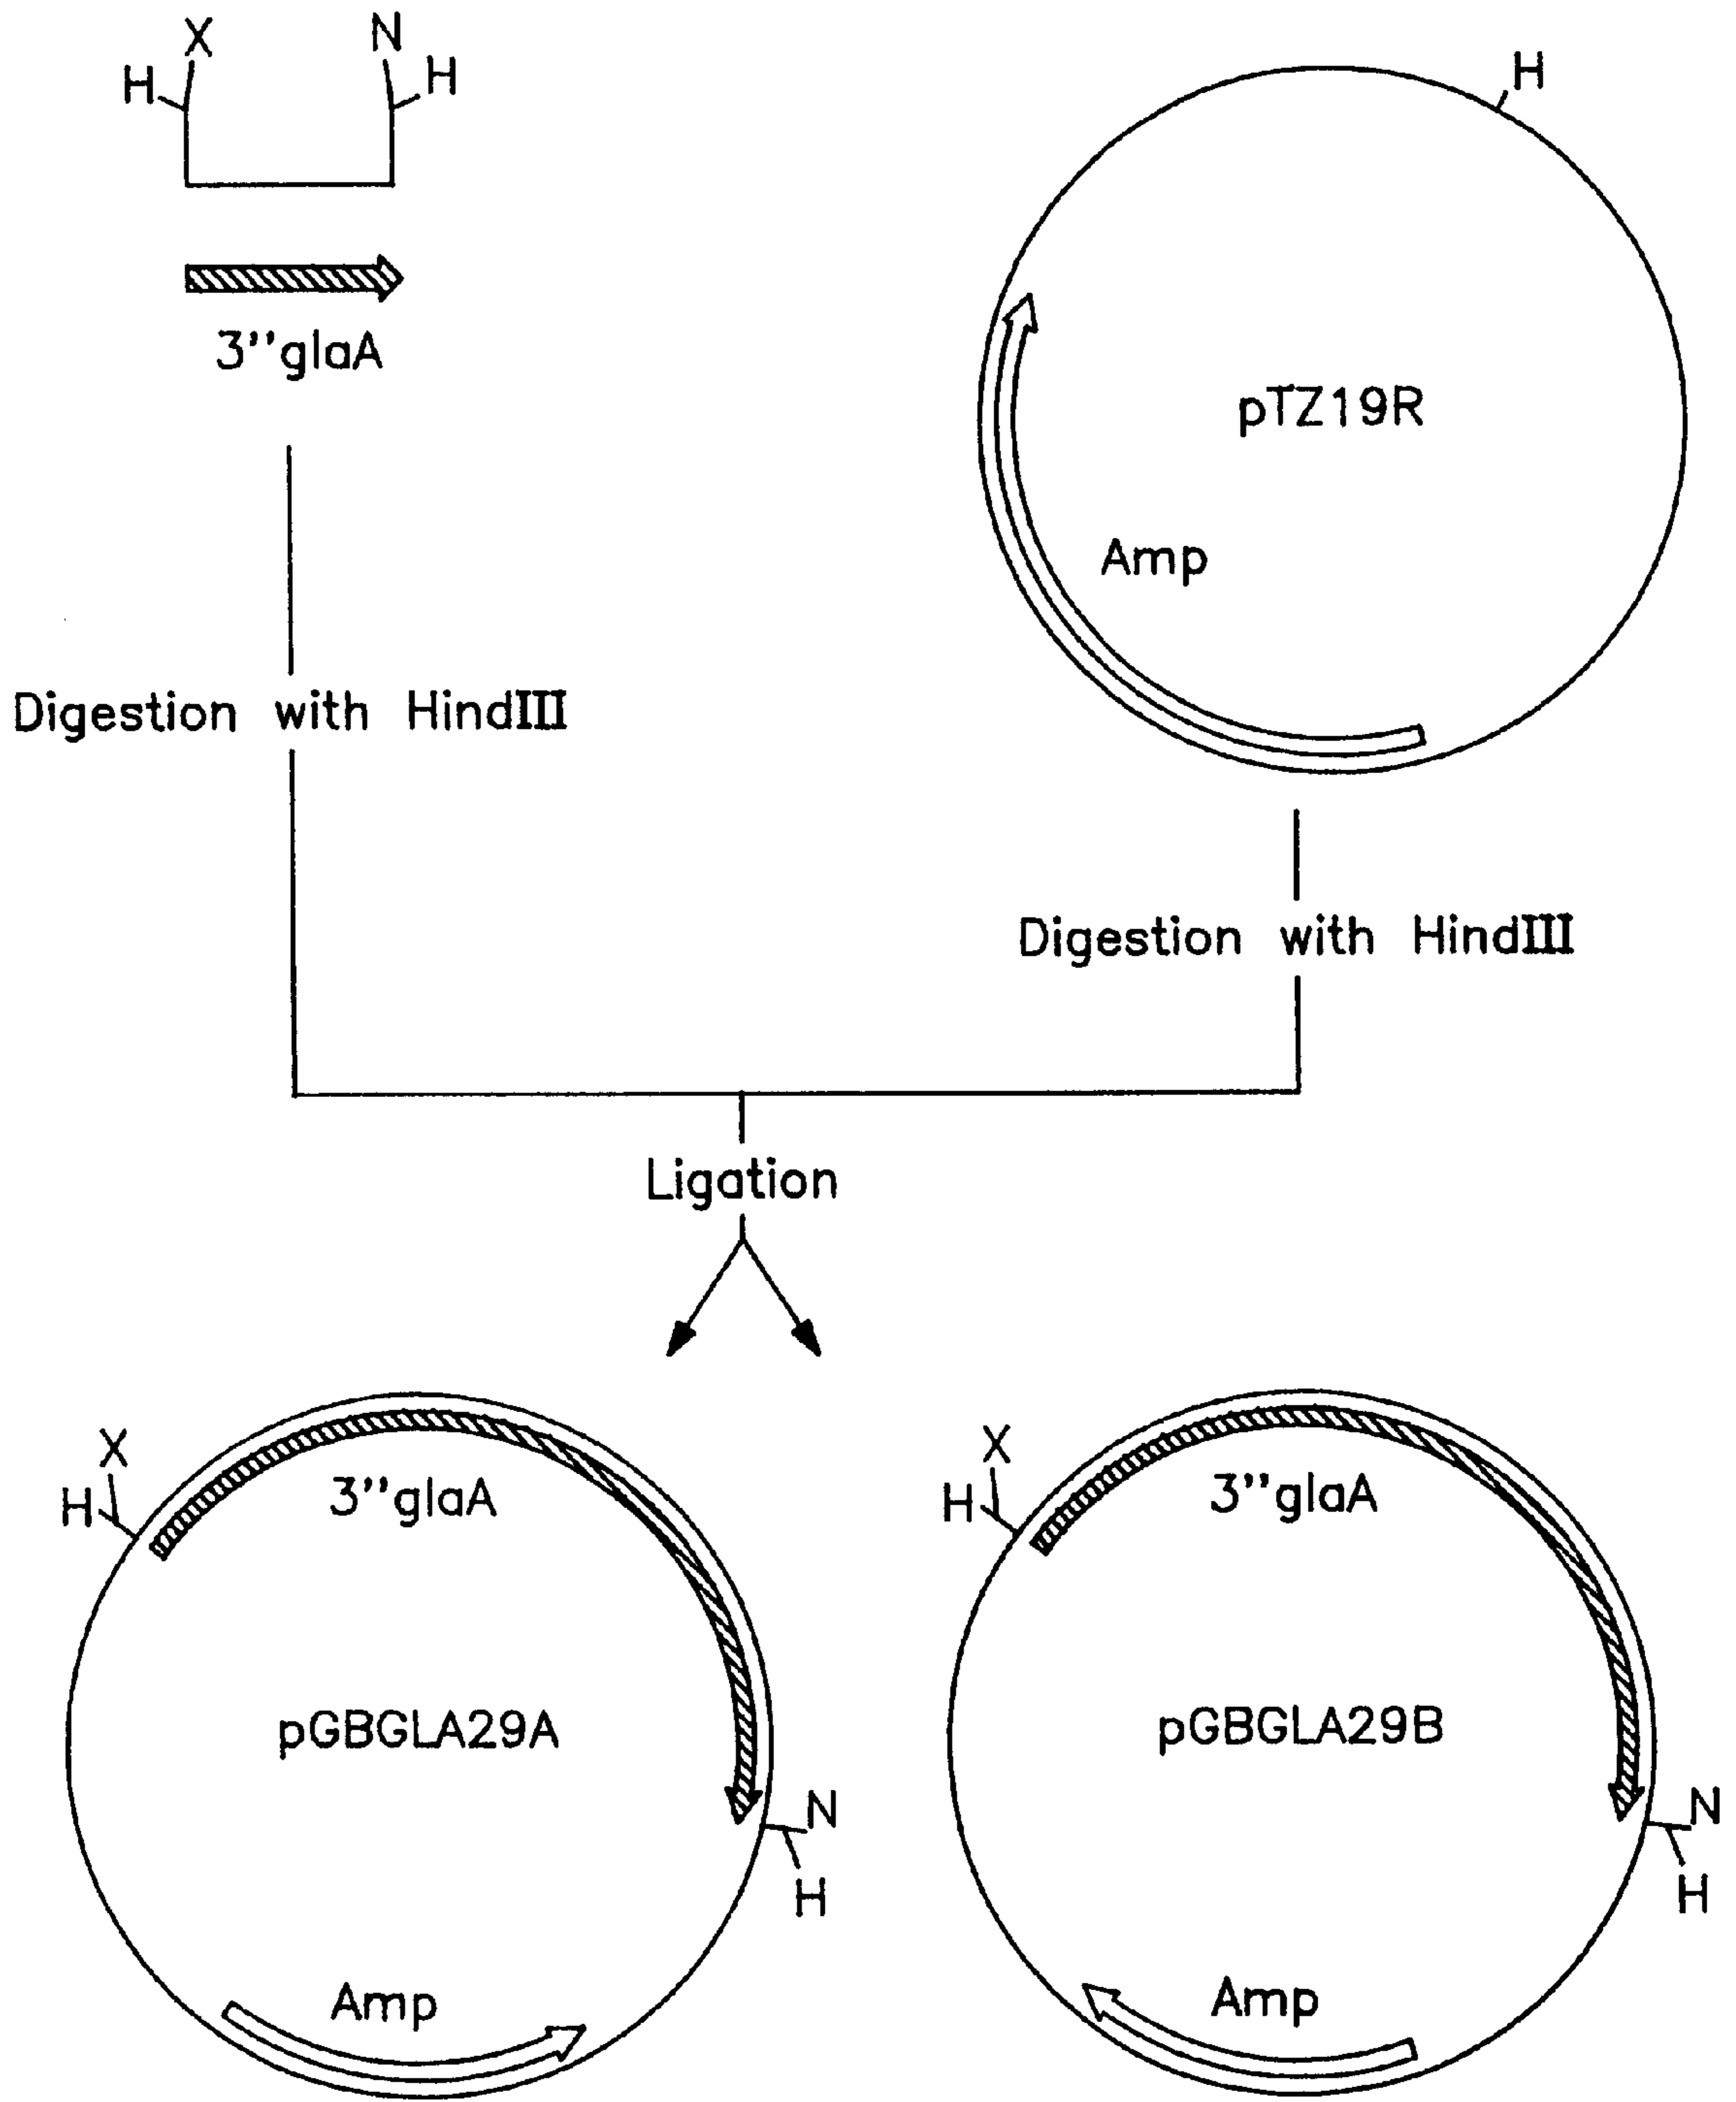 X
N
H
H
H
3''glaA
pTZ19R
Amp
Digestion with HindIII
Digestion with HindIII
Ligation
X
H
3''glaA
pGBGLA29A
N
H
Amp
X
H
3''glaA
pGBGLA29B
N
H
Amp